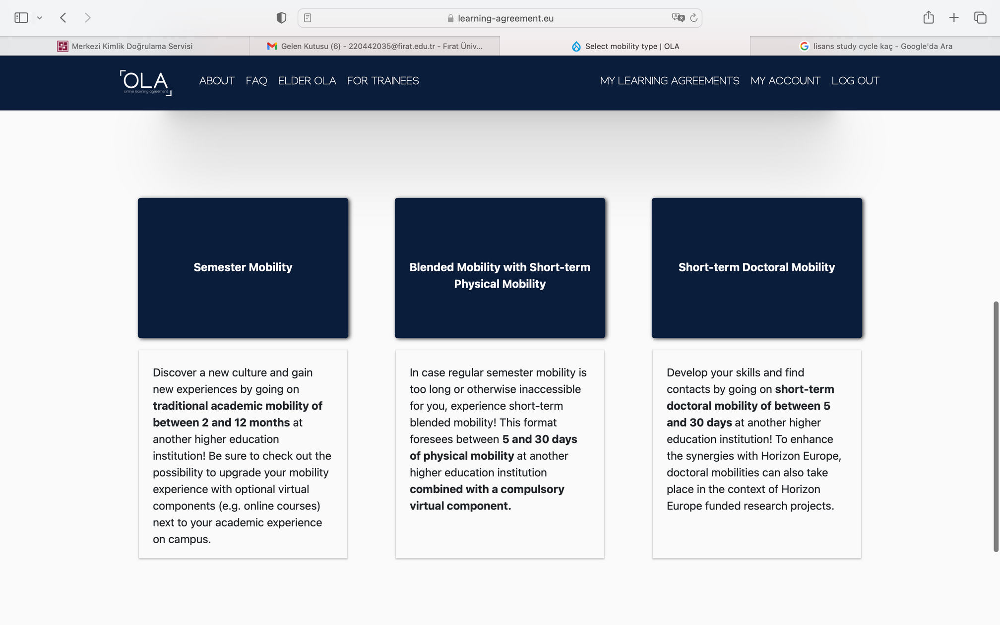 learning-agreement.eu
Merkezi Kimlik Doğrulama Servisi
Gelen Kutusu (6) - 220442035@firat.edu.tr - Fırat Üniv...
Select mobility type | OLA
lisans study cycle kaç - Google'da Ara
OLA
online learning agreement
ABOUT
FAQ
ELDER OLA
FOR TRAINEES
MY LEARNING AGREEMENTS
MY ACCOUNT
LOG OUT
Semester Mobility
Discover a new culture and gain
new experiences by going on
traditional academic mobility of
between 2 and 12 months at
another higher education
institution! Be sure to check out the
possibility to upgrade your mobility
experience with optional virtual
components (e.g. online courses)
next to your academic experience
on campus.
Blended Mobility with Short-term
Physical Mobility
In case regular semester mobility is
too long or otherwise inaccessible
for you, experience short-term
blended mobility! This format
foresees between 5 and 30 days
of physical mobility at another
higher education institution
combined with a compulsory
virtual component.
Short-term Doctoral Mobility
Develop your skills and find
contacts by going on short-term
doctoral mobility of between 5
and 30 days at another higher
education institution! To enhance
the synergies with Horizon Europe,
doctoral mobilities can also take
place in the context of Horizon
Europe funded research projects.